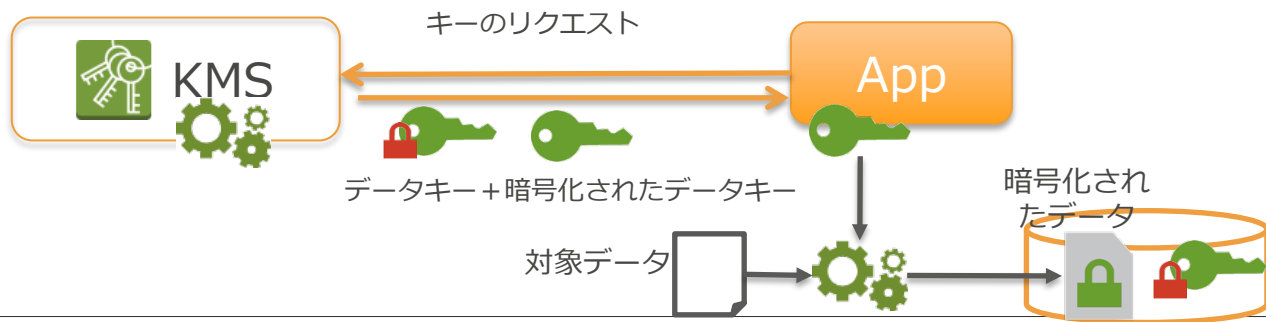 キーのリクエスト
KMS
App
データキー＋暗号化されたデータキー
暗号化され
たデータ
対象データ